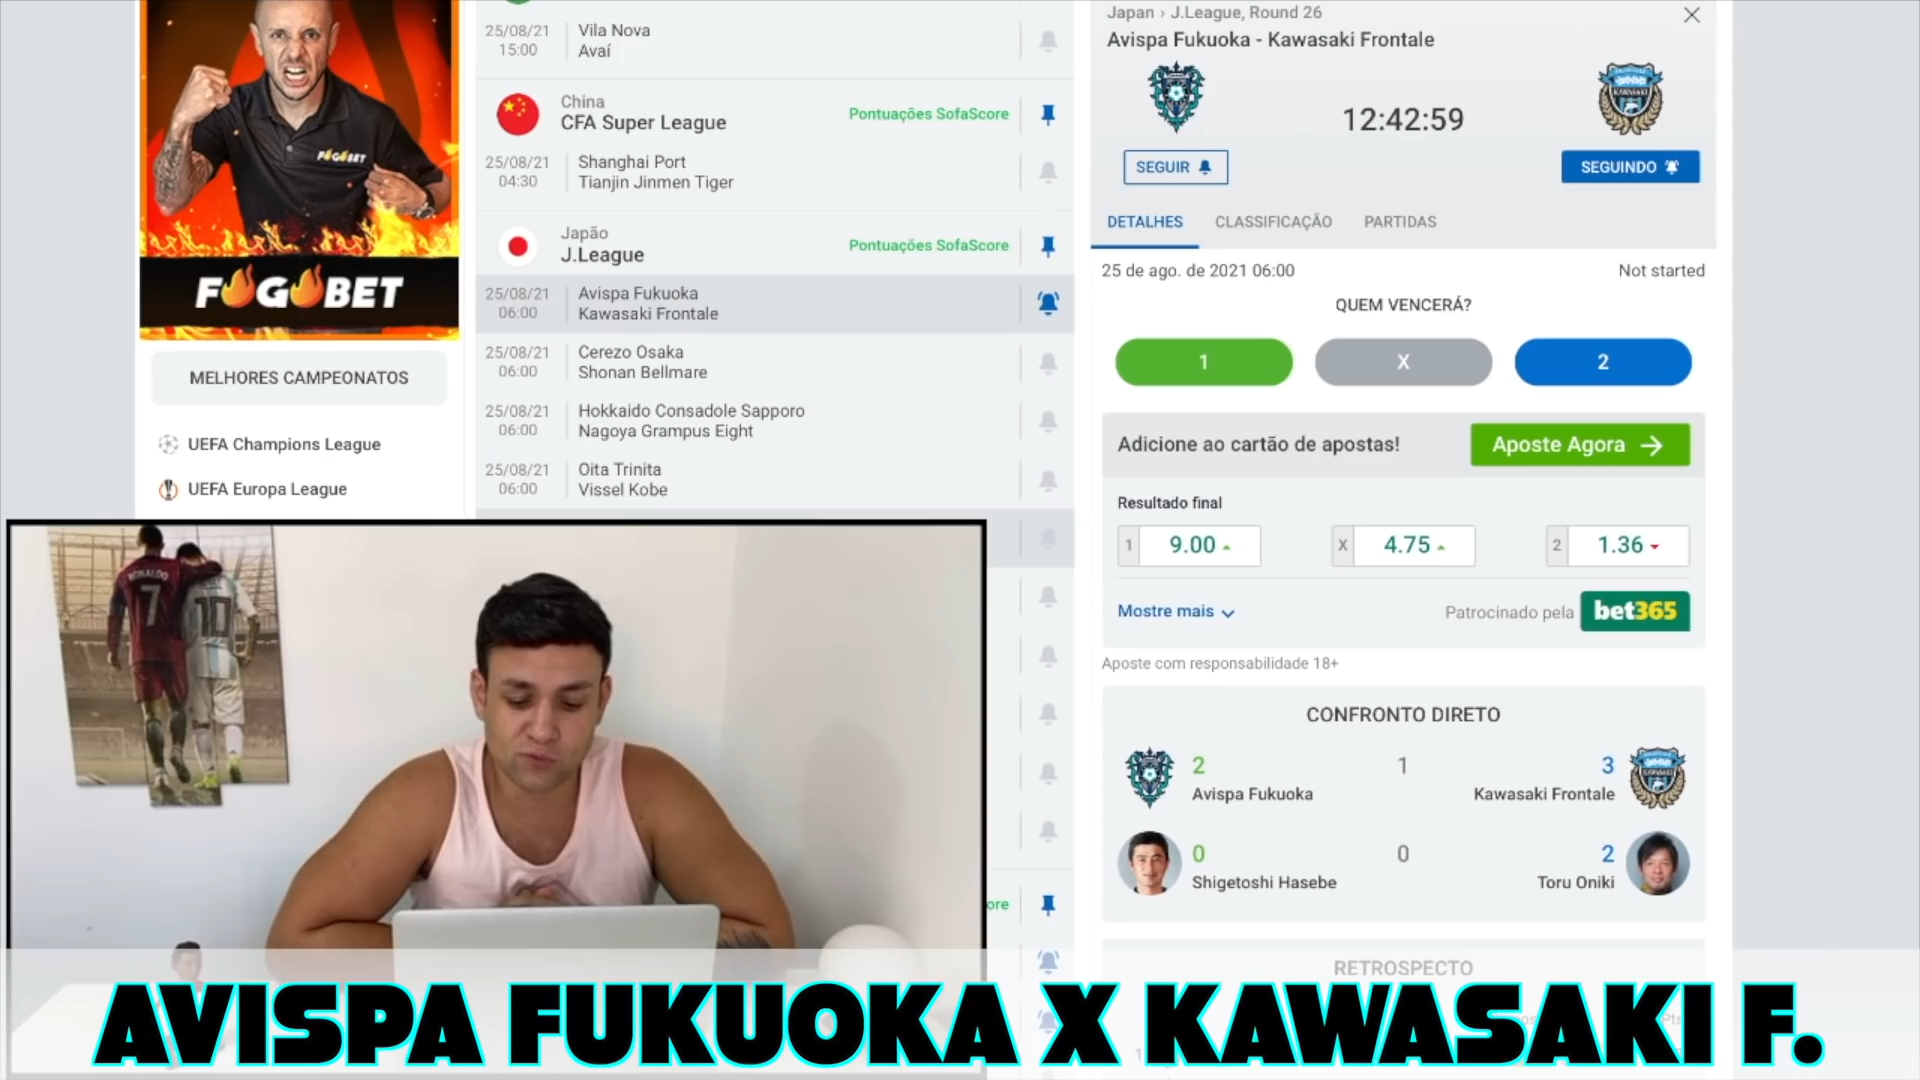 FOGOBET
FOGOBET
MELHORES CAMPEONATOS
UEFA Champions League
UEFA Europa League
25/08/21
15:00
Vila Nova
Avaí
China
CFA Super League
Pontuações SofaScore
25/08/21
04:30
Shanghai Port
Tianjin Jinmen Tiger
Japão
J.League
Pontuações SofaScore
25/08/21
06:00
Avispa Fukuoka
Kawasaki Frontale
25/08/21
06:00
Cerezo Osaka
Shonan Bellmare
25/08/21
06:00
Hokkaido Consadole Sapporo
Nagoya Grampus Eight
25/08/21
06:00
Oita Trinita
Vissel Kobe
ore
Japan › J.League, Round 26
Avispa Fukuoka - Kawasaki Frontale
12:42:59
KAWASAKI
SEGUIR
SEGUINDO
DETALHES CLASSIFICAÇÃO PARTIDAS
25 de ago. de 2021 06:00 Not started
QUEM VENCERÁ?
1 X 2
Adicione ao cartão de apostas! Aposte Agora →
Resultado final
1 9.00 X 4.75 2 1.36
Mostre mais Patrocinado pela bet365
Aposte com responsabilidade 18+
CONFRONTO DIRETO
2 1 3
Avispa Fukuoka Kawasaki Frontale
0 0 2
Shigetoshi Hasebe Toru Oniki
RETROSPECTO
RONALDO
7
10
AVISPA FUKUOKA X KAWASAKI F.